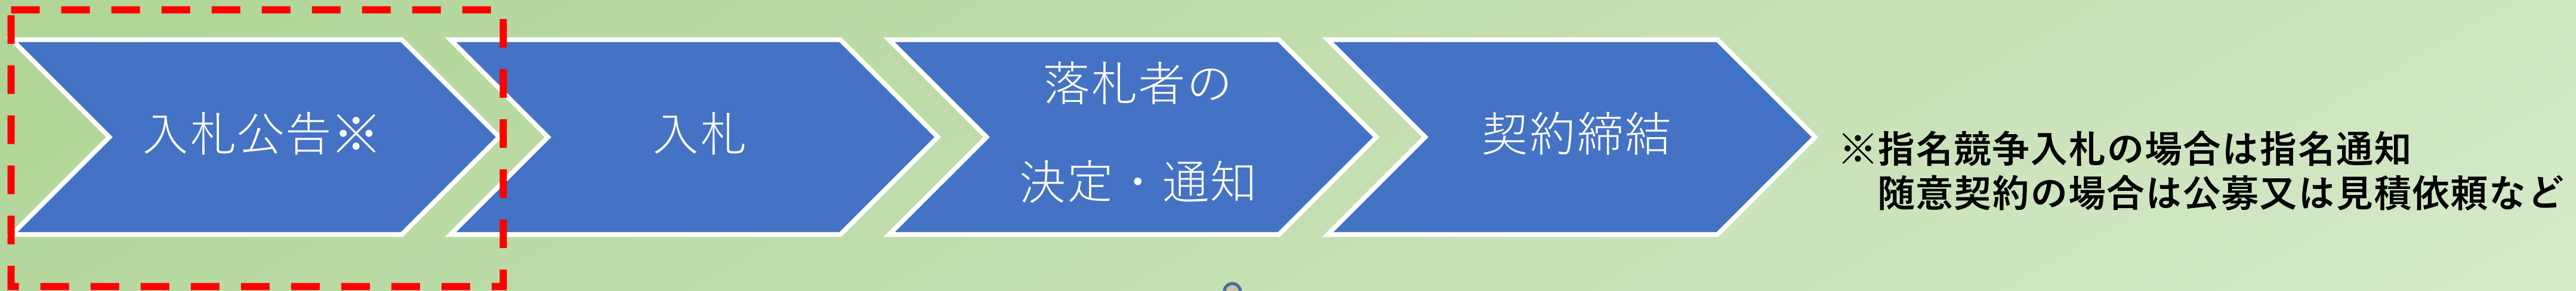 入札公告※
入札
落札者の
決定・通知
契約締結
※指名競争入札の場合は指名通知
随意契約の場合は公募又は見積依頼など